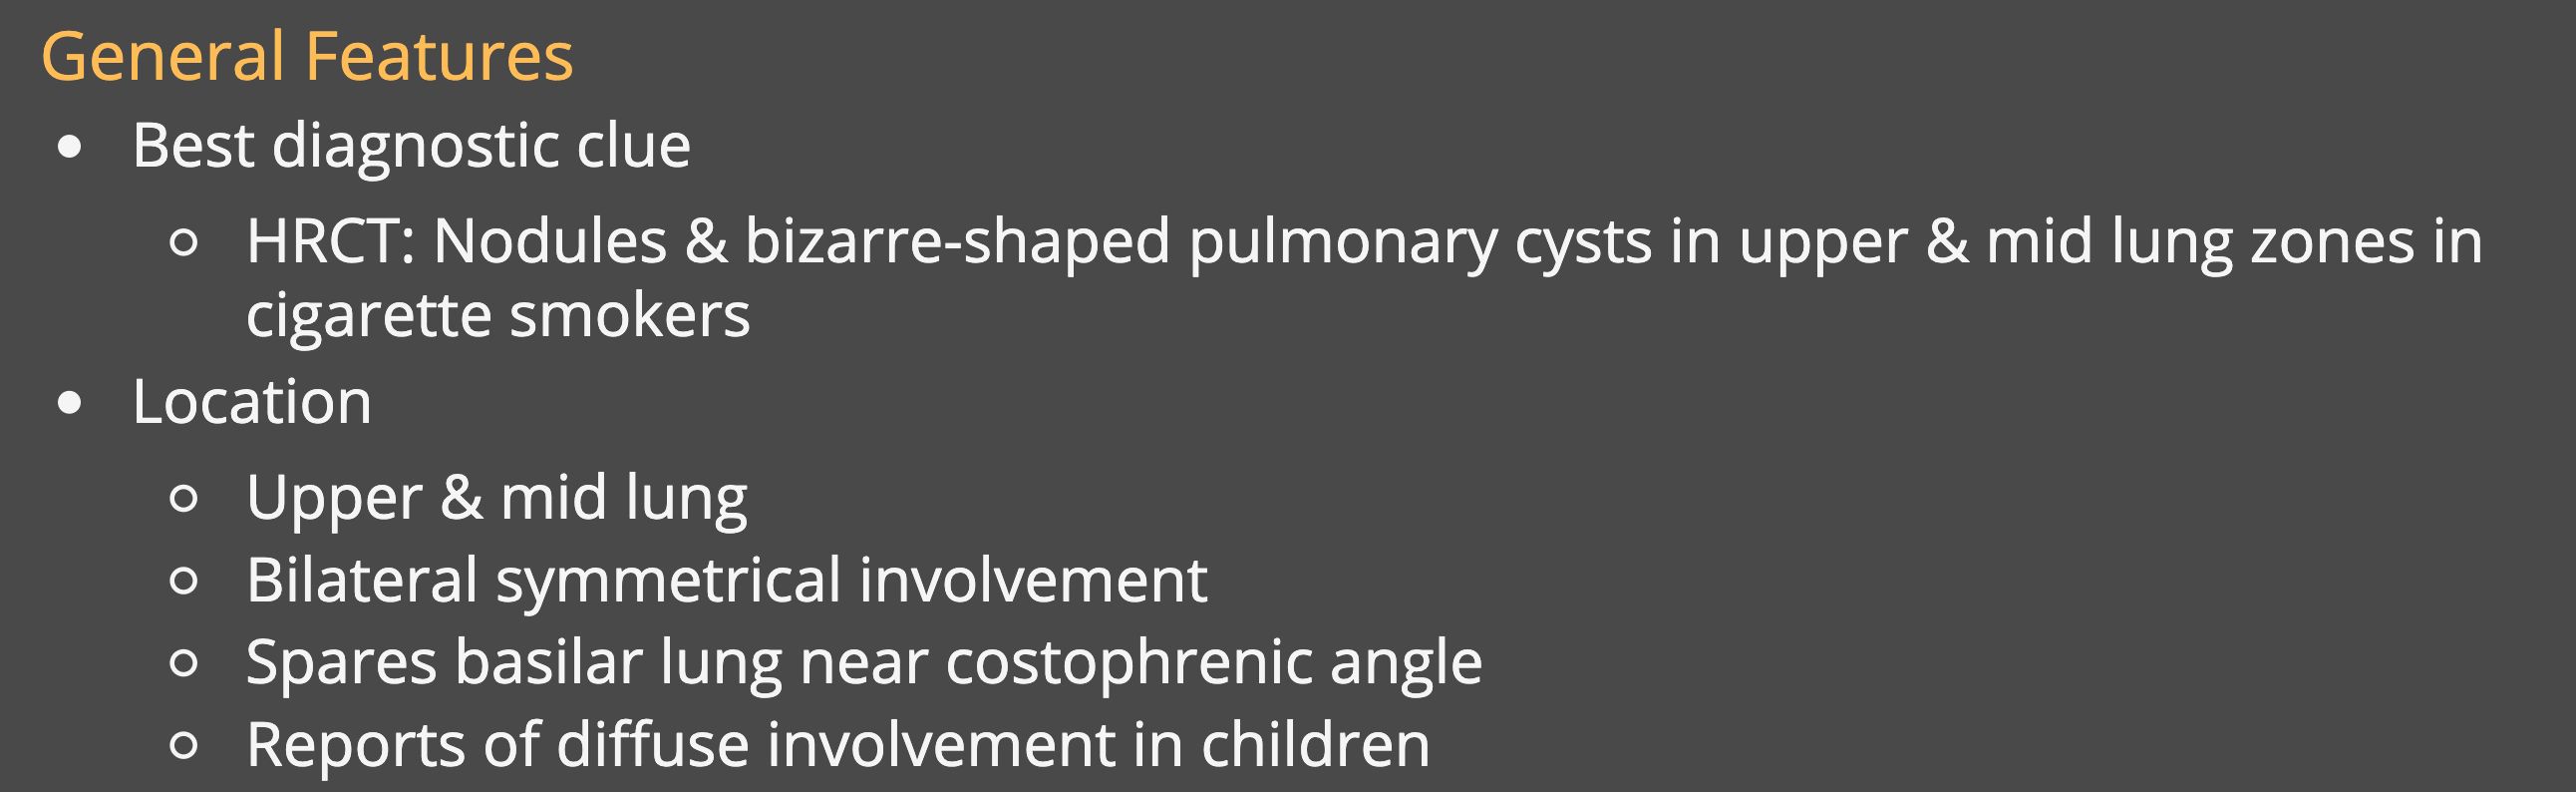 General Features
• Best diagnostic clue
○ HRCT: Nodules & bizarre-shaped pulmonary cysts in upper & mid lung zones in
cigarette smokers
• Location
○ Upper & mid lung
○ Bilateral symmetrical involvement
○ Spares basilar lung near costophrenic angle
○ Reports of diffuse involvement in children